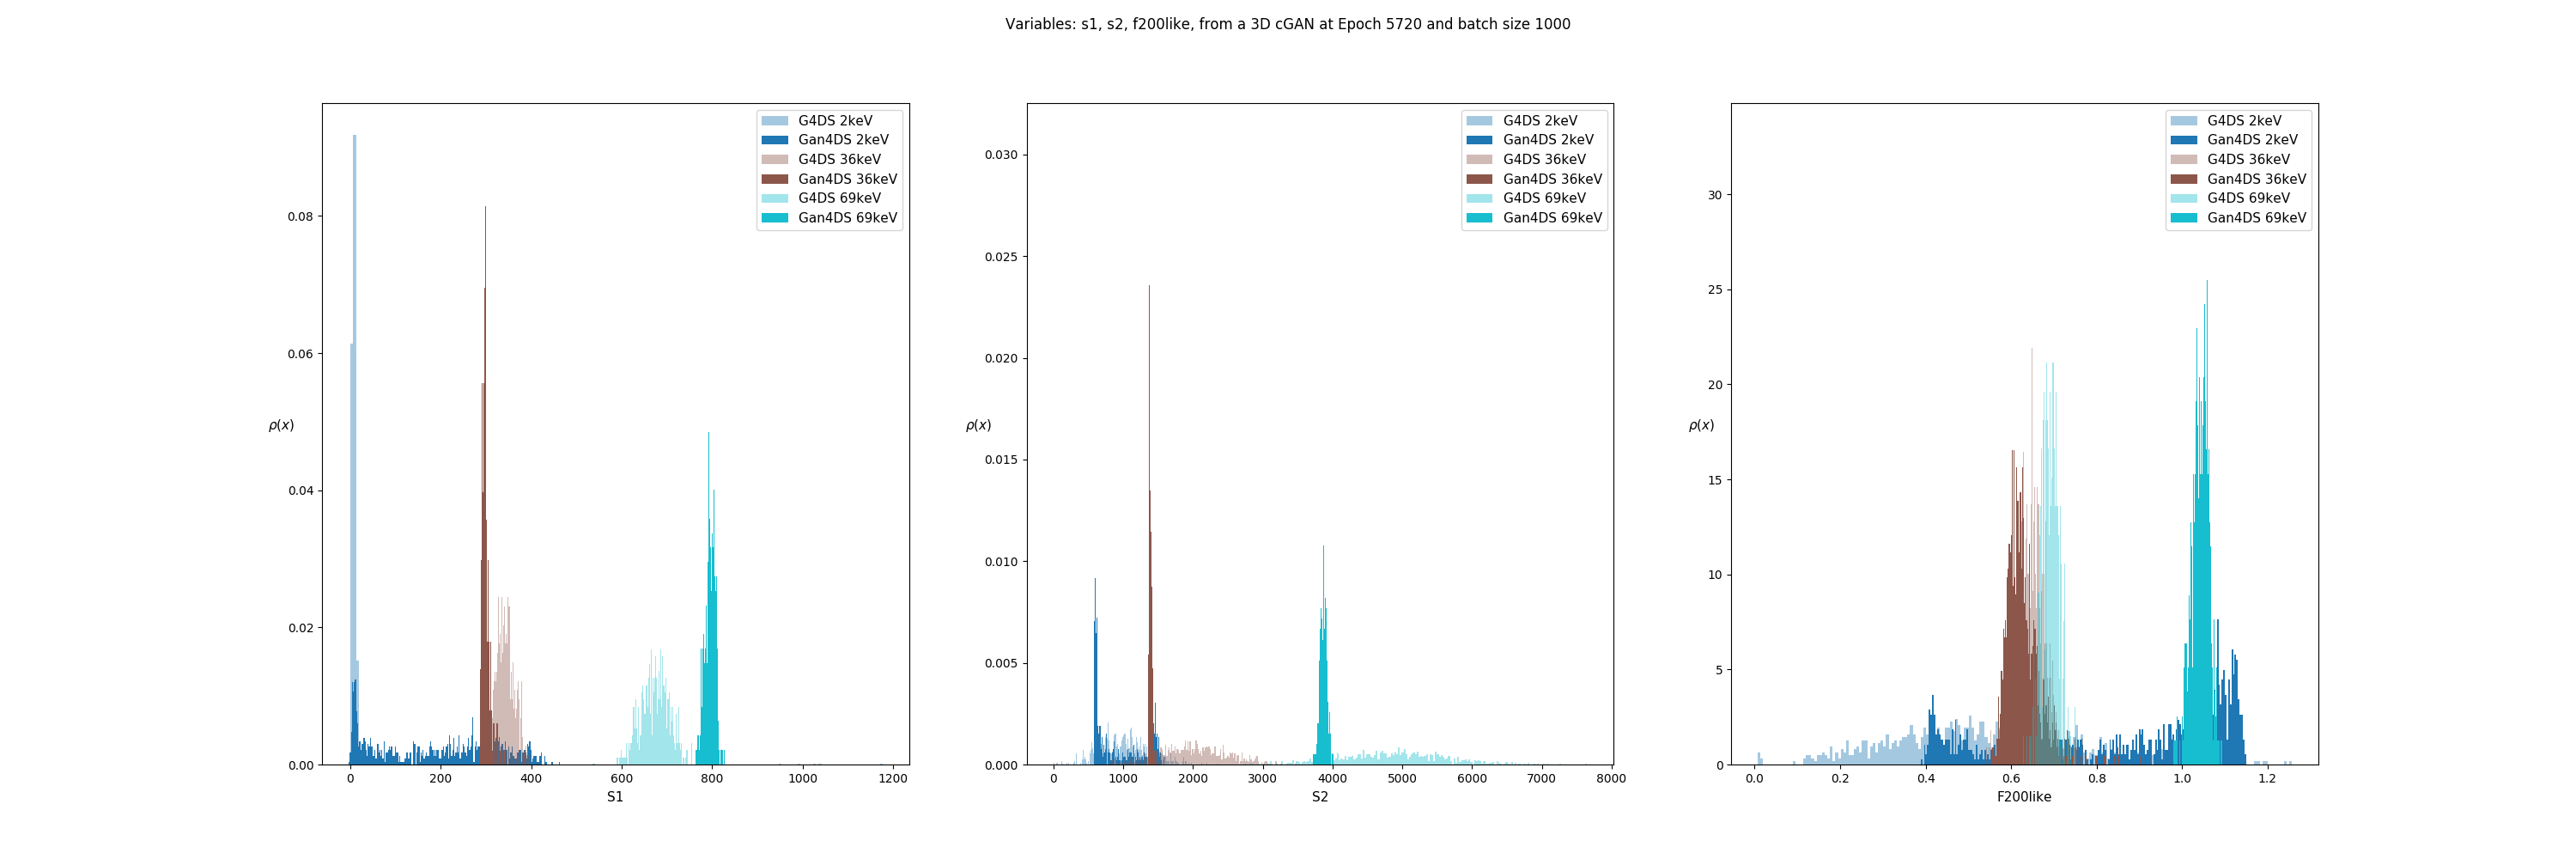 Variables: s1, s2, f200like, from a 3D cGAN at Epoch 5720 and batch size 1000
G4DS 2keV
Gan4DS 2keV
G4DS 36keV
Gan4DS 36keV
G4DS 69keV
Gan4DS 69keV
0.08
0.06
ρ(x)
0.04
0.02
0.00
0 200 400 600 800 1000 1200
S1
G4DS 2keV
Gan4DS 2keV
G4DS 36keV
Gan4DS 36keV
G4DS 69keV
Gan4DS 69keV
0.030
0.025
0.020
ρ(x)
0.015
0.010
0.005
0.000
0 1000 2000 3000 4000 5000 6000 7000 8000
S2
G4DS 2keV
Gan4DS 2keV
G4DS 36keV
Gan4DS 36keV
G4DS 69keV
Gan4DS 69keV
30
25
20
ρ(x)
15
10
5
0
0.0 0.2 0.4 0.6 0.8 1.0 1.2
F200like